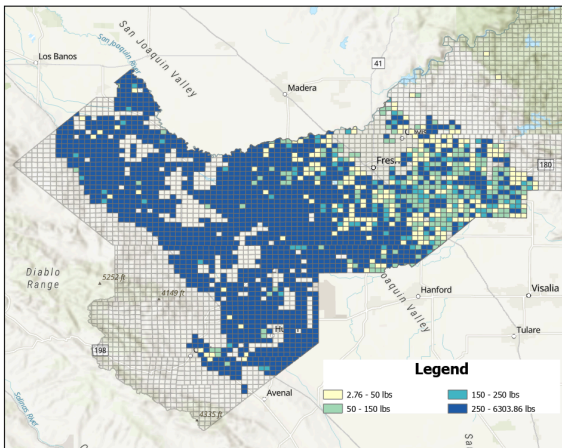 San Joaquin Valley
San Joaquin River
Los Banos
41
Madera
180
Diablo
Range
5252 ft
4149 ft
Joaquin Valley
Hanford
Visalia
Tulare
198
Avenal
4335 ft
Salinas River
Legend
2.76 - 50 lbs
150 - 250 lbs
50 - 150 lbs
250 - 6303.86 lbs